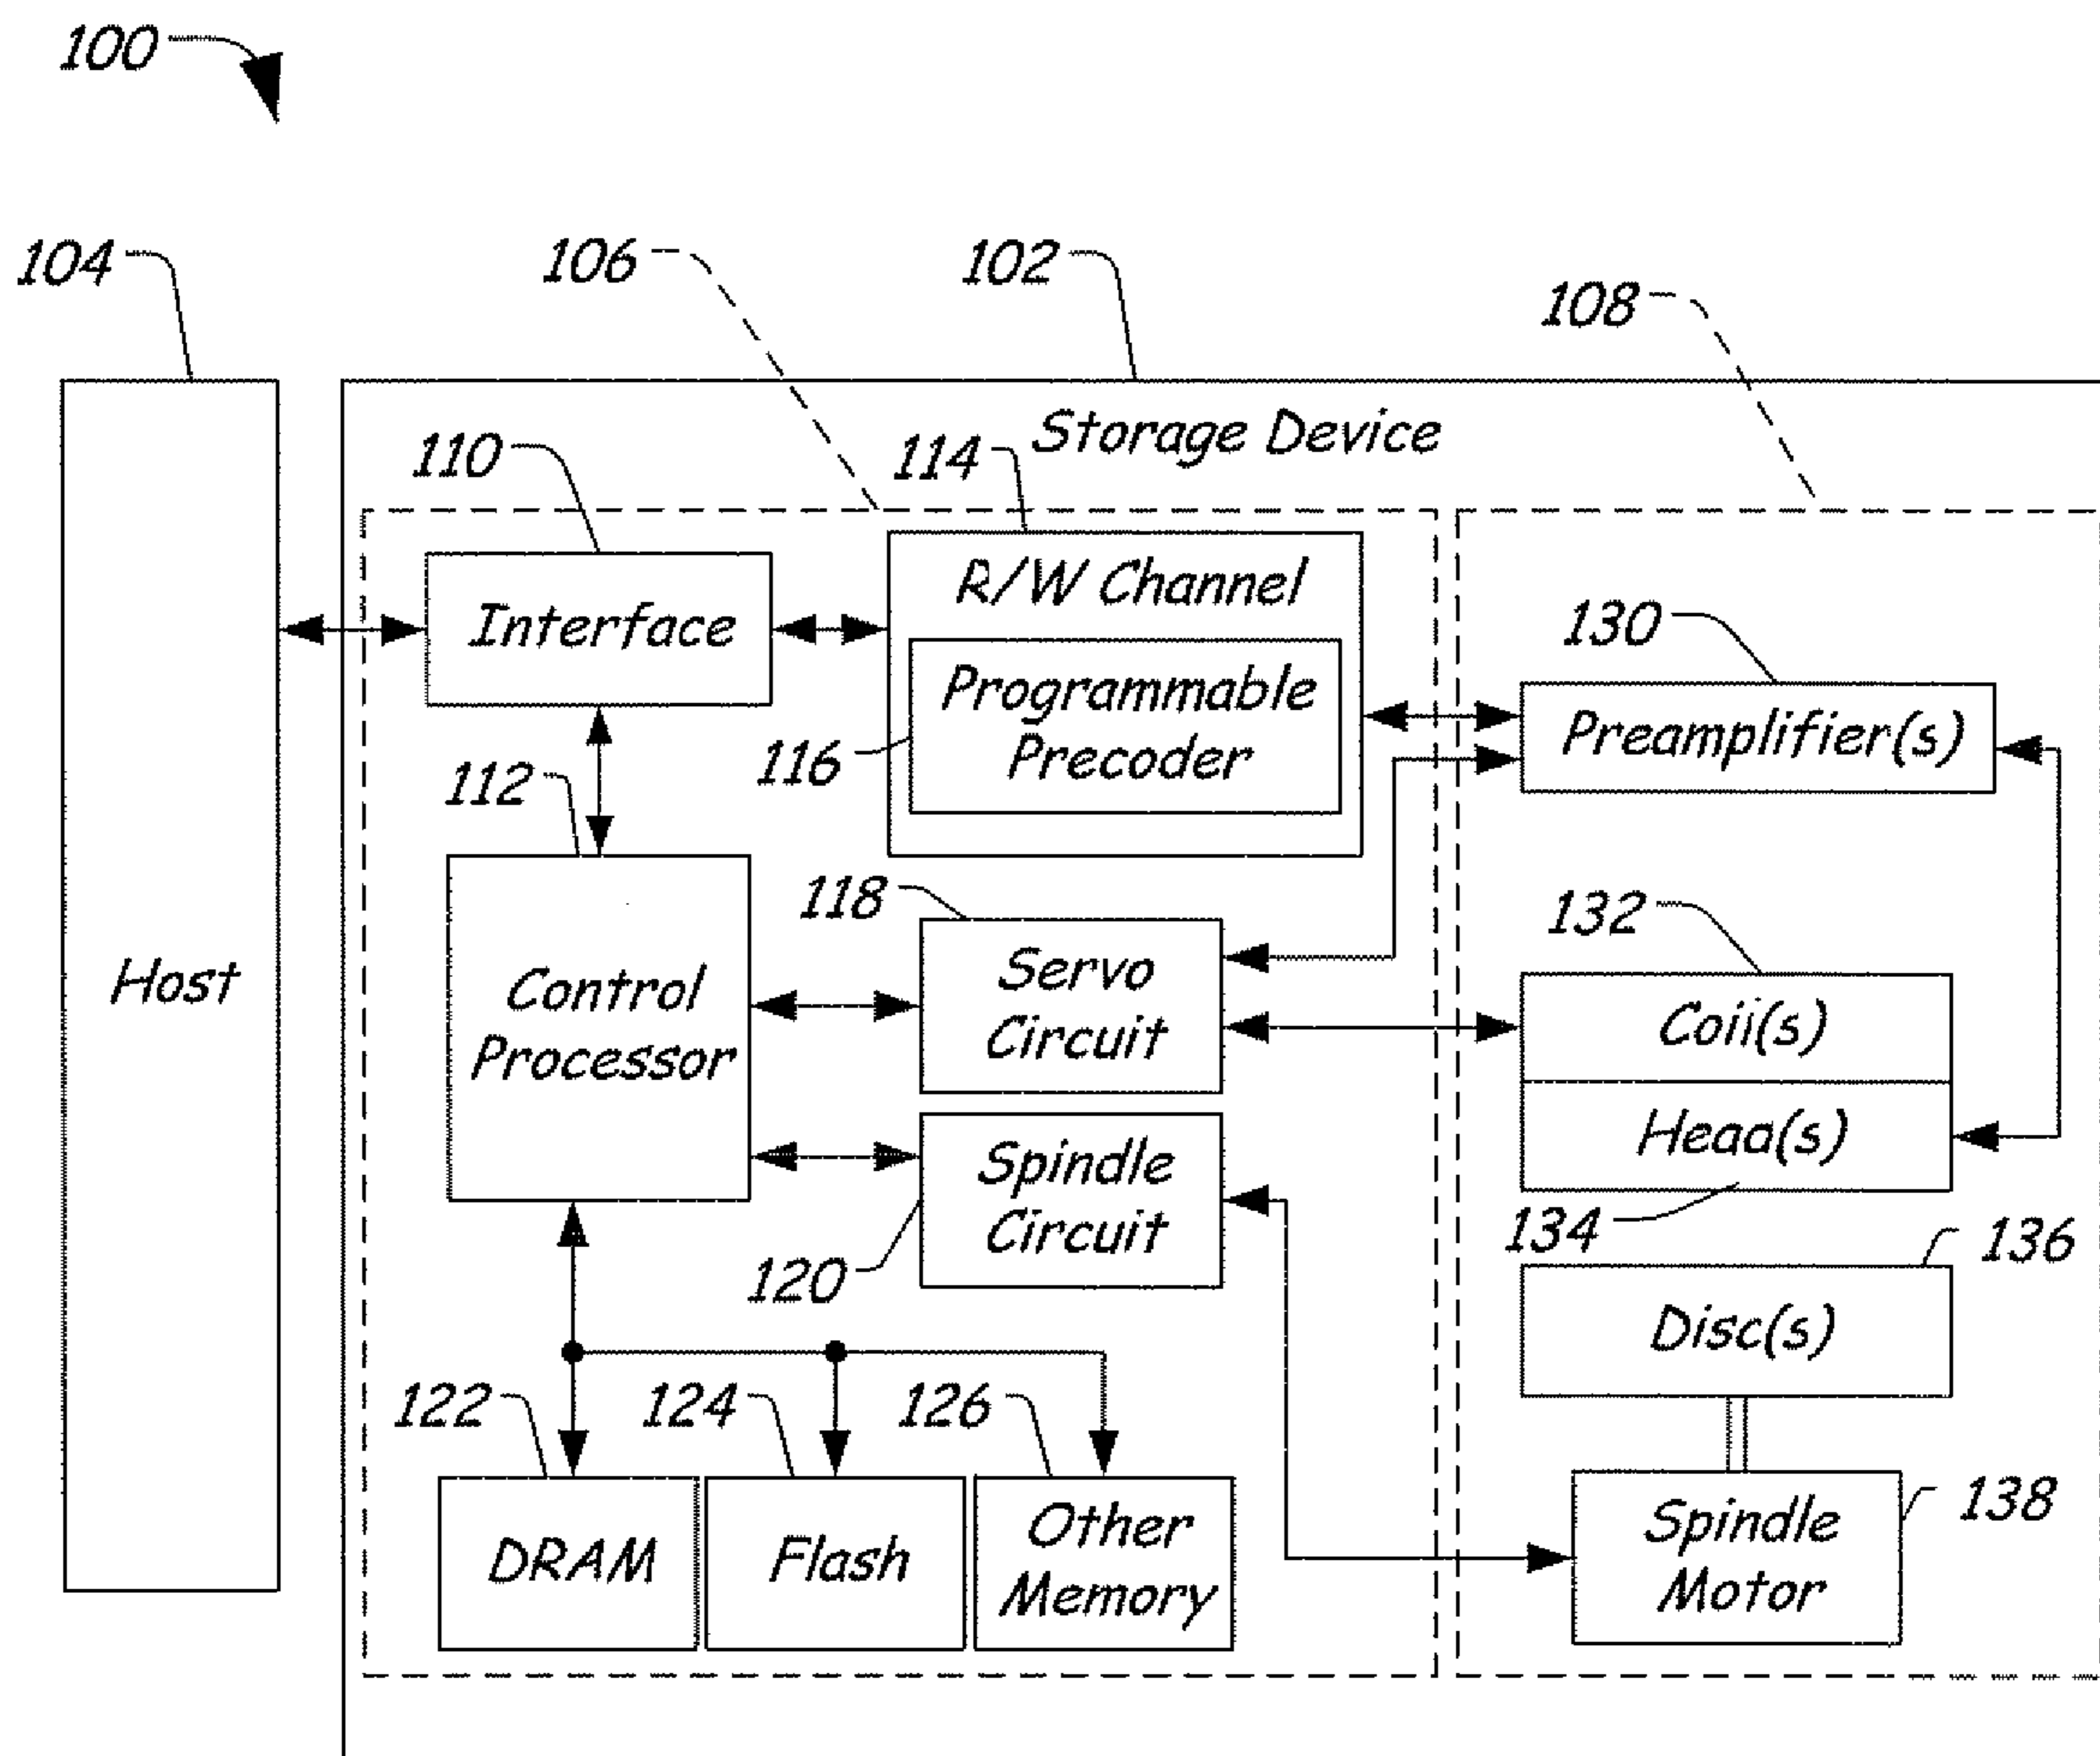 100
104
106
102
108
Storage Device
110
114
Interface
R/W Channel
Programmable
Precoder
116
130
Preamplifier(s)
112
Control
Processor
118
Servo
Circuit
132
Coii(s)
Heaa(s)
134
Host
Spindle
Circuit
120
136
Disc(s)
122
124
126
DRAM
Flash
Other
Memory
Spindle
Motor
138